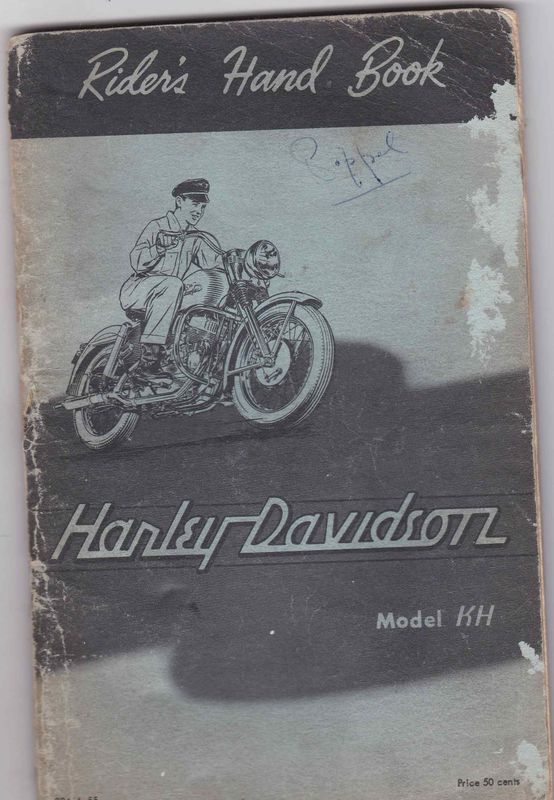 Rider's Hand Book
Harley-Davidson
Model KH
Price 50 cents